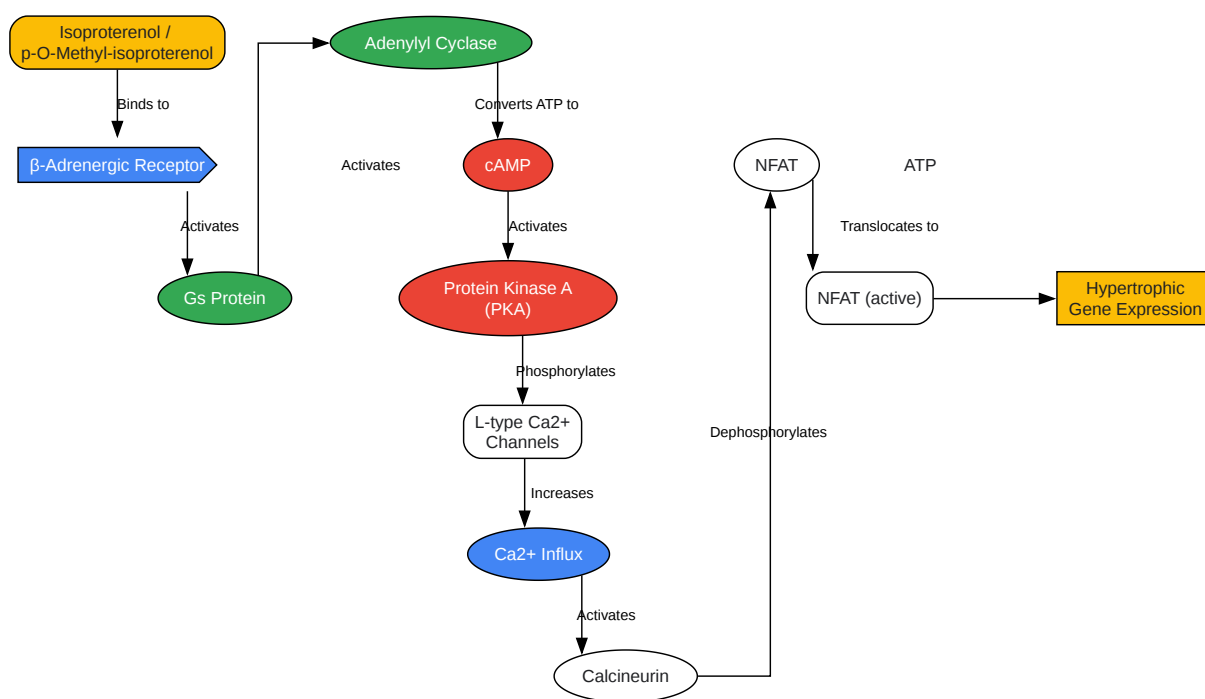 Isoproterenol /
p-O-Methyl-isoproterenol
Binds to
β-Adrenergic Receptor
Activates
Gs Protein
Activates
Adenylyl Cyclase
Converts ATP to
cAMP
Activates
Protein Kinase A
(PKA)
Phosphorylates
L-type Ca2+
Channels
Increases
Ca2+ Influx
Activates
Calcineurin
Dephosphorylates
NFAT
ATP
Translocates to
NFAT (active)
Hypertrophic
Gene Expression